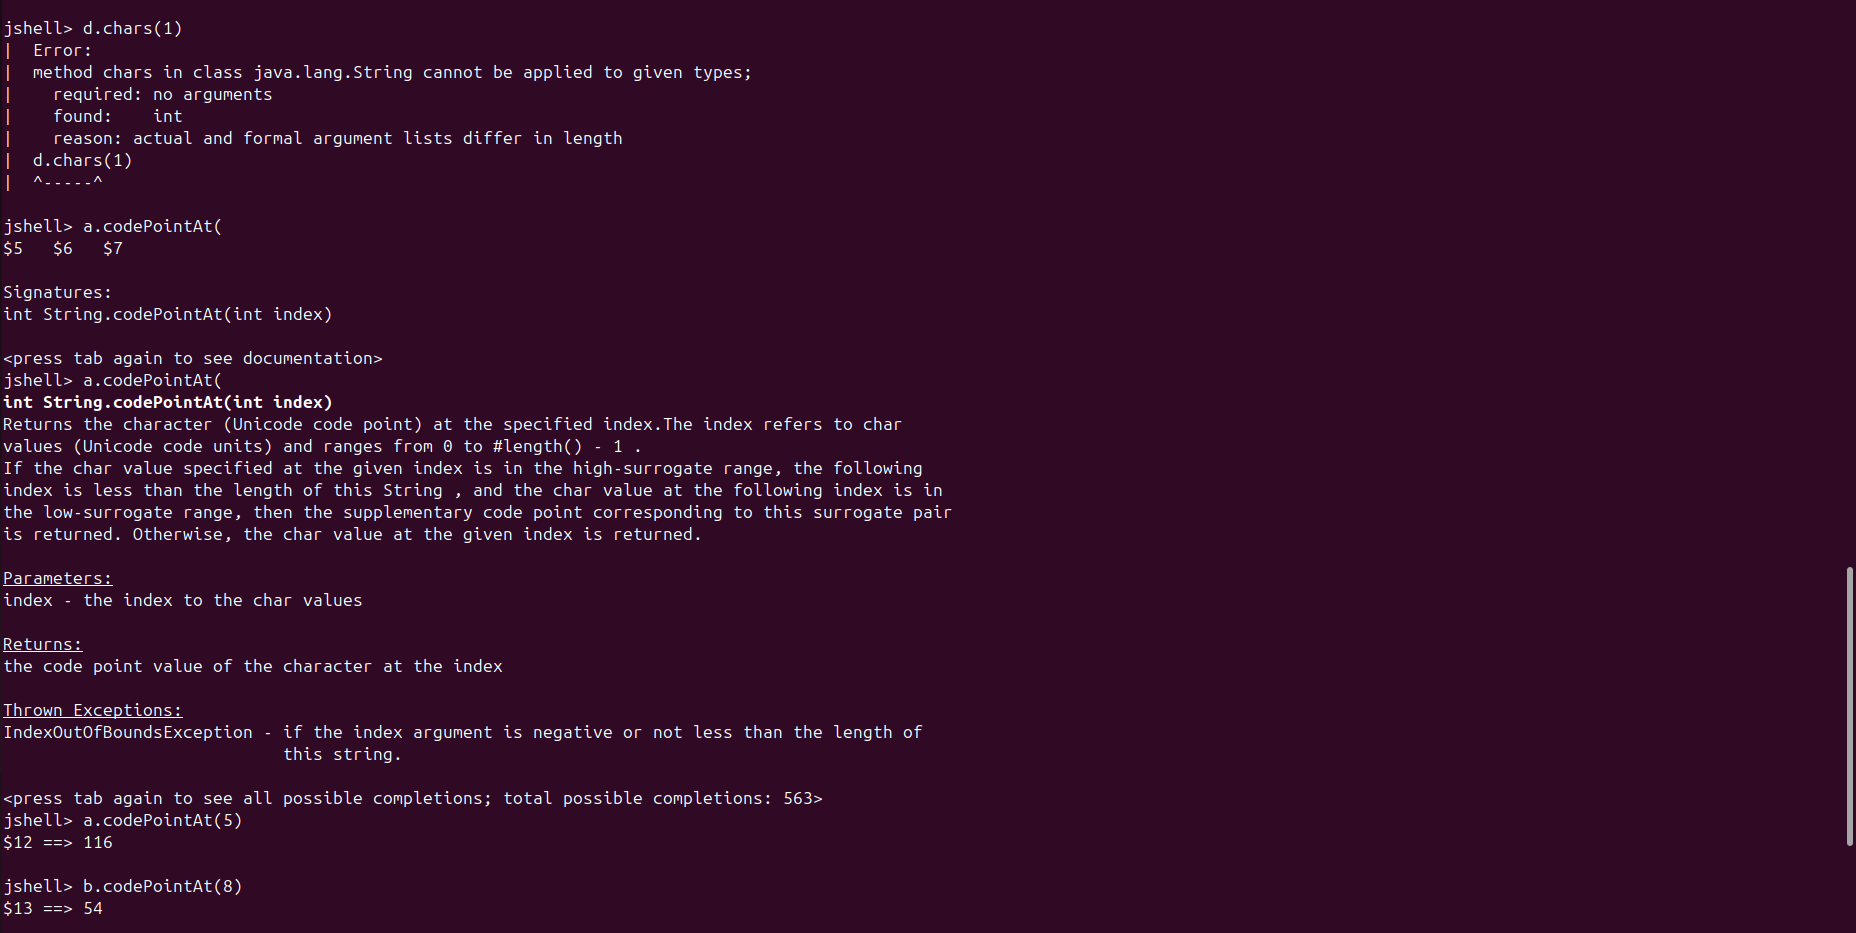 jshell> d.chars(1)
|  Error:
|  method chars in class java.lang.String cannot be applied to given types;
|    required: no arguments
|    found:    int
|    reason: actual and formal argument lists differ in length
|  d.chars(1)
|  ^-----^
jshell> a.codePointAt(
$5   $6   $7
Signatures:
int String.codePointAt(int index)
<press tab again to see documentation>
jshell> a.codePointAt(
int String.codePointAt(int index)
Returns the character (Unicode code point) at the specified index.The index refers to char
values (Unicode code units) and ranges from 0 to #length() - 1 .
If the char value specified at the given index is in the high-surrogate range, the following
index is less than the length of this String , and the char value at the following index is in
the low-surrogate range, then the supplementary code point corresponding to this surrogate pair
is returned. Otherwise, the char value at the given index is returned.
Parameters:
index - the index to the char values
Returns:
the code point value of the character at the index
Thrown Exceptions:
IndexOutOfBoundsException - if the index argument is negative or not less than the length of
                            this string.
<press tab again to see all possible completions; total possible completions: 563>
jshell> a.codePointAt(5)
$12 ==> 116
jshell> b.codePointAt(8)
$13 ==> 54